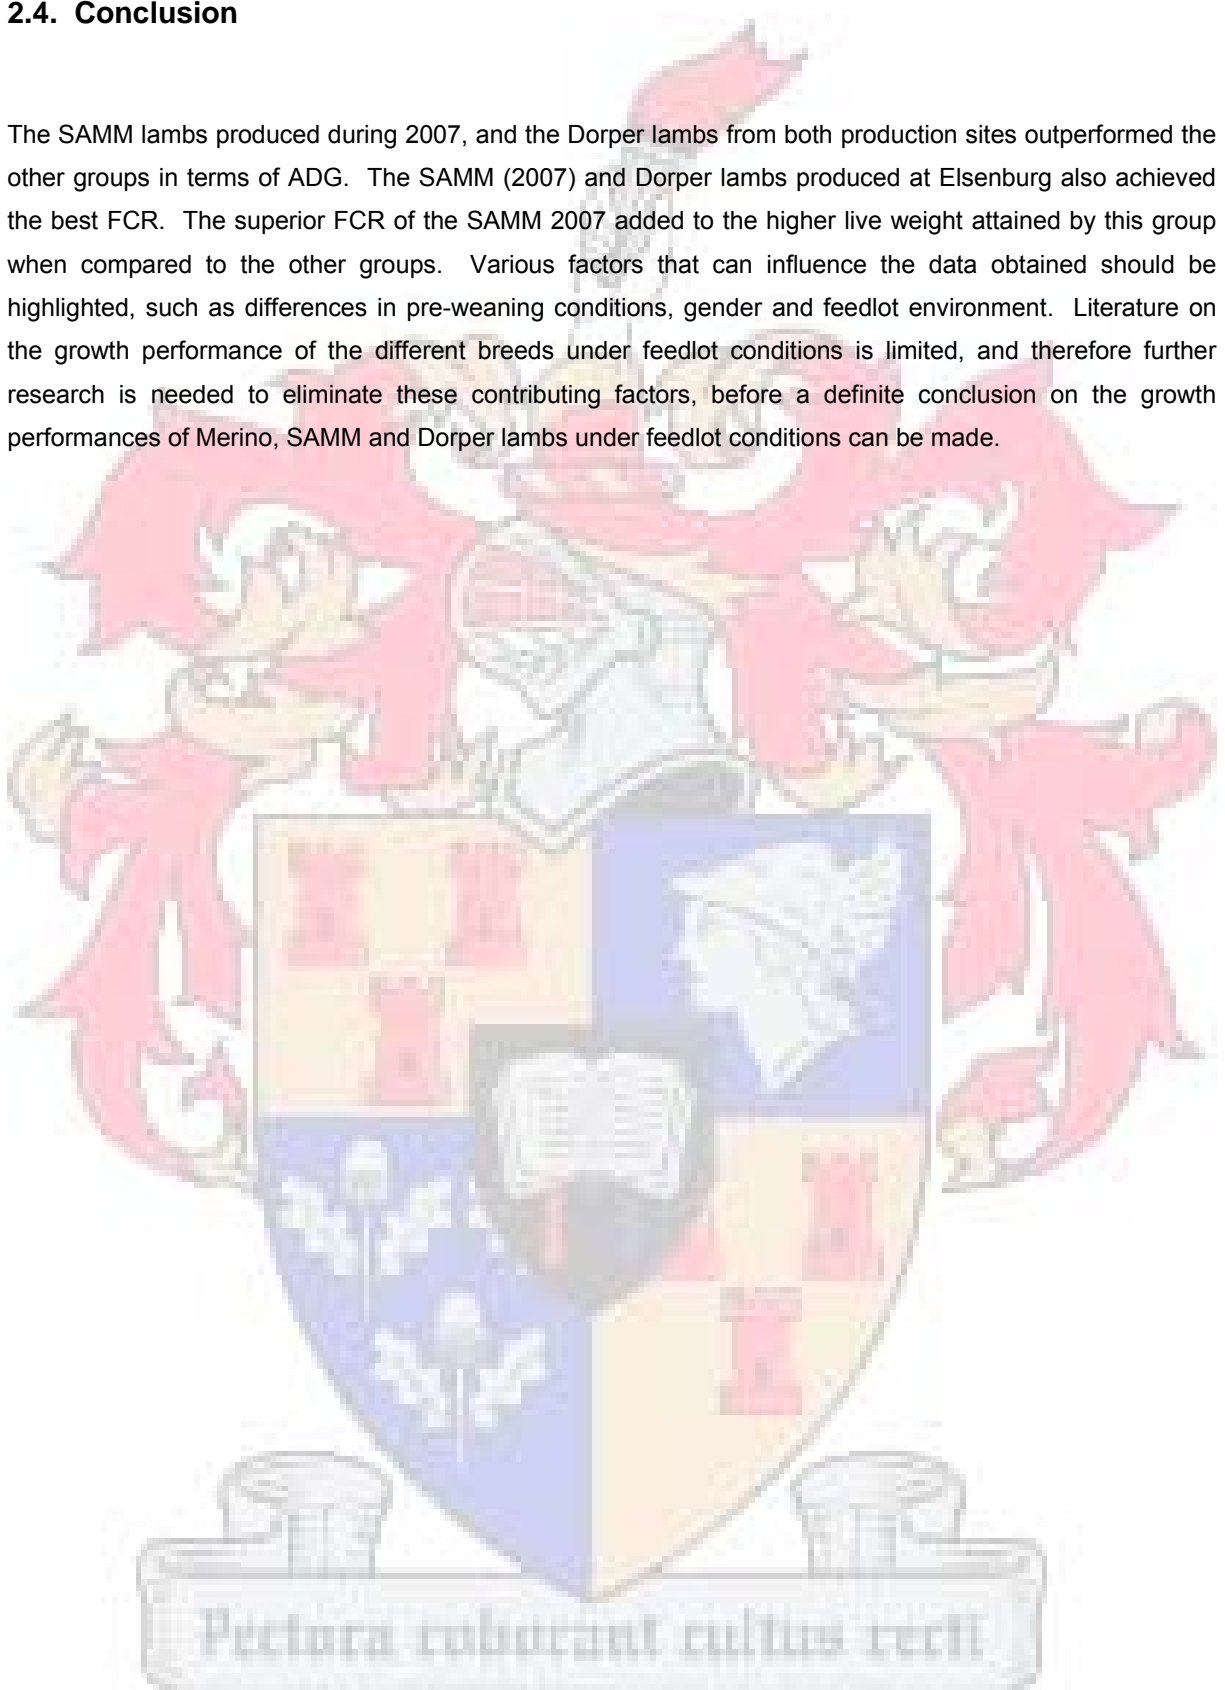 2.4. Conclusion
The SAMM lambs produced during 2007, and the Dorper lambs from both production sites outperformed the
other groups in terms of ADG. The SAMM (2007) and Dorper lambs produced at Elsenburg also achieved
the best FCR. The superior FCR of the SAMM 2007 added to the higher live weight attained by this group
when compared to the other groups. Various factors that can influence the data obtained should be
highlighted, such as differences in pre-weaning conditions, gender and feedlot environment. Literature on
the growth performance of the different breeds under feedlot conditions is limited, and therefore further
research is needed to eliminate these contributing factors, before a definite conclusion on the growth
performances of Merino, SAMM and Dorper lambs under feedlot conditions can be made.
Pectora roborant cultus recti